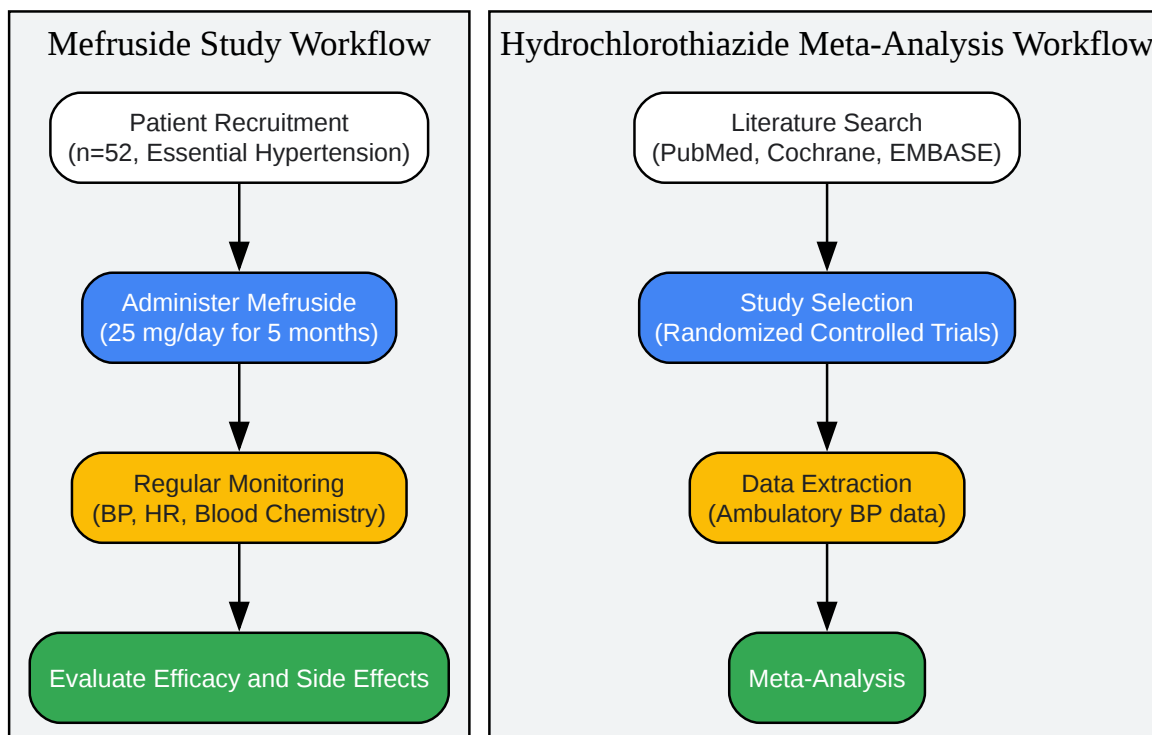 Mefruside Study Workflow
Patient Recruitment
(n=52, Essential Hypertension)
Administer Mefruside
(25 mg/day for 5 months)
Regular Monitoring
(BP, HR, Blood Chemistry)
Evaluate Efficacy and Side Effects
Hydrochlorothiazide Meta-Analysis Workflow
Literature Search
(PubMed, Cochrane, EMBASE)
Study Selection
(Randomized Controlled Trials)
Data Extraction
(Ambulatory BP data)
Meta-Analysis